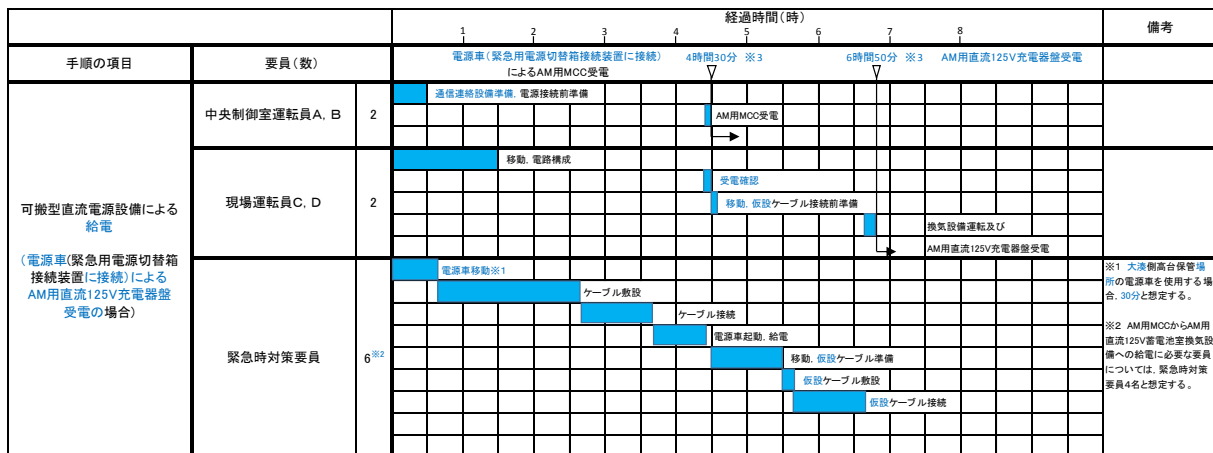 経過時間(時)
備考
1 2 3 4 5 6 7 8
手順の項目
要員(数)
電源車(緊急用電源切替箱接続装置に接続)
によるAM用MCC受電
4時間30分 ※3
6時間50分 ※3
AM用直流125V充電器盤受電
可搬型直流電源設備による
給電
(電源車(緊急用電源切替箱
接続装置に接続)による
AM用直流125V充電器盤
受電の場合)
中央制御室運転員A, B
2
通信連絡設備準備, 電源接続前準備
AM用MCC受電
現場運転員C, D
2
移動, 電路構成
受電確認
移動, 仮設ケーブル接続前準備
換気設備運転及び
AM用直流125V充電器盤受電
緊急時対策要員
6※2
電源車移動※1
ケーブル敷設
ケーブル接続
電源車起動, 給電
移動, 仮設ケーブル準備
仮設ケーブル敷設
仮設ケーブル接続
※1 大湊側高台保管場
所の電源車を使用する場
合, 30分と想定する。
※2 AM用MCCからAM用
直流125V蓄電池室換気設
備への給電に必要な要員
については, 緊急時対策
要員4名と想定する。